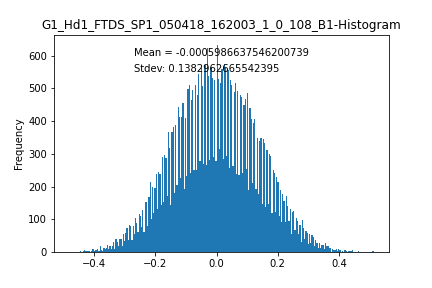 G1_Hd1_FTDS_SP1_050418_162003_1_0_108_B1-Histogram
Mean = -0.0005986637546200739
Stdev: 0.1382962665542395
Frequency
600
500
400
300
200
100
0
−0.4 −0.2 0.0 0.2 0.4